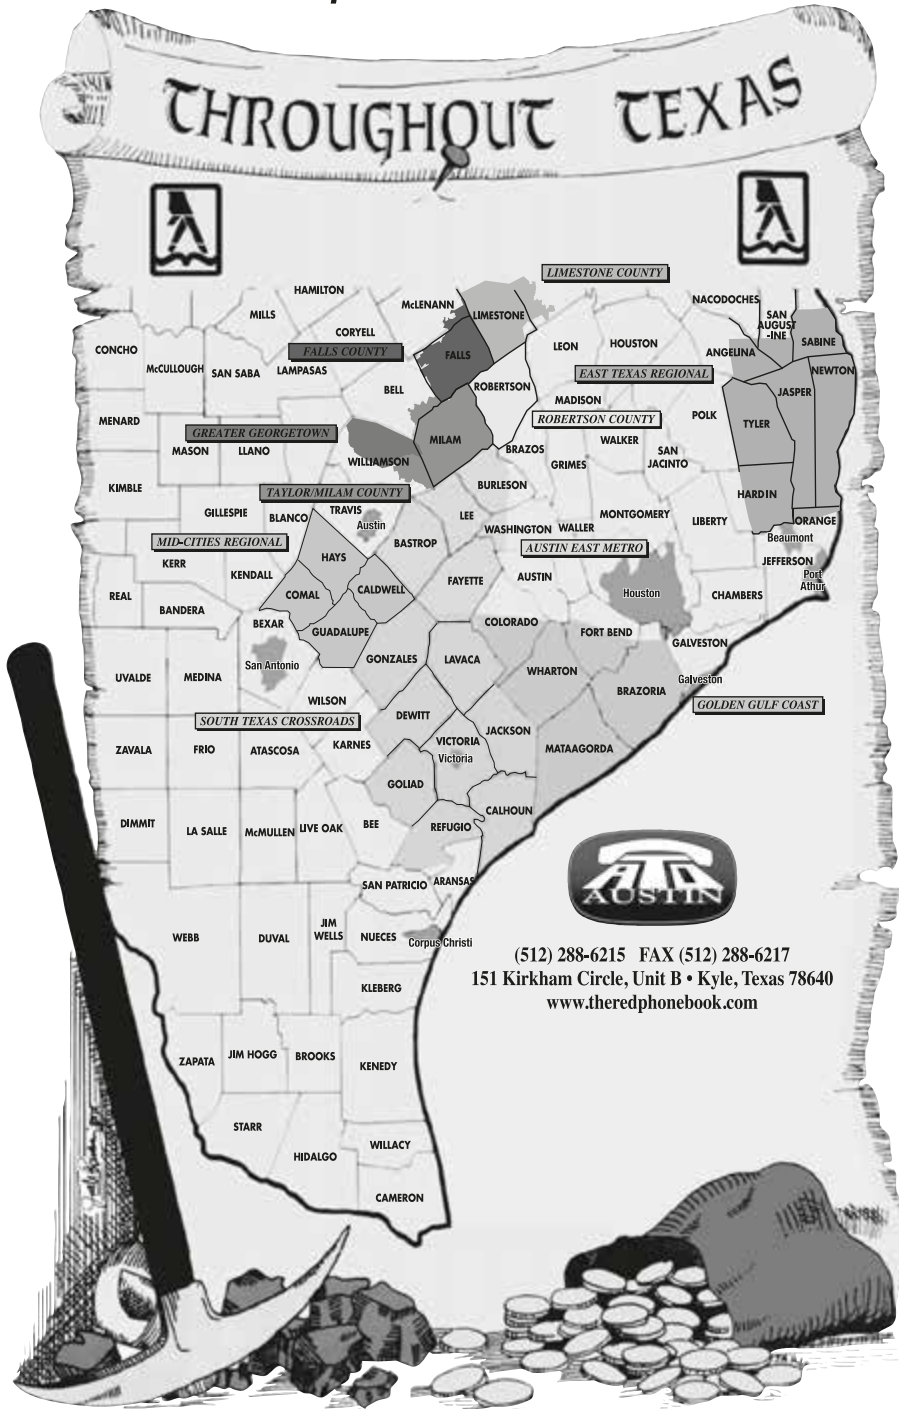 THROUGHOUT TEXAS
LIMESTONE COUNTY
HAMILTON
McLENANN
NACODOCHES
MILLS
LIMESTONE
SAN
AUGUST
-INE
CORYELL
SABINE
CONCHO
FALLS COUNTY
FALLS
LEON
HOUSTON
ANGELINA
McCULLOUGH
SAN SABA
LAMPASAS
NEWTON
EAST TEXAS REGIONAL
BELL
ROBERTSON
JASPER
MADISON
MENARD
ROBERTSON COUNTY
POLK
TYLER
GREATER GEORGETOWN
MILAM
WALKER
MASON
LLANO
BRAZOS
SAN
JACINTO
WILLIAMSON
GRIMES
KIMBLE
BURLESON
TAYLOR/MILAM COUNTY
HARDIN
GILLESPIE
BLANCO
TRAVIS
LEE
MONTGOMERY
LIBERTY
ORANGE
Austin
WASHINGTON
WALLER
Beaumont
MID-CITIES REGIONAL
BASTROP
AUSTIN EAST METRO
HAYS
KERR
JEFFERSON
KENDALL
FAYETTE
AUSTIN
Port
Athur
REAL
COMAL
CALDWELL
Houston
CHAMBERS
BANDERA
BEXAR
GUADALUPE
COLORADO
FORT BEND
GALVESTON
San Antonio
GONZALES
LAVACA
WHARTON
UVALDE
MEDINA
Galveston
BRAZORIA
WILSON
GOLDEN GULF COAST
SOUTH TEXAS CROSSROADS
DEWITT
JACKSON
ZAVALA
FRIO
ATASCOSA
KARNES
VICTORIA
Victoria
MATAAGORDA
GOLIAD
CALHOUN
DIMMIT
LA SALLE
McMULLEN
LIVE OAK
BEE
REFUGIO
SAN PATRICIO
ARANSAS
ATD
AUSTIN
WEBB
DUVAL
JIM
WELLS
NUECES
Corpus Christi
(512) 288-6215 FAX (512) 288-6217
151 Kirkham Circle, Unit B • Kyle, Texas 78640
www.theredphonebook.com
KLEBERG
ZAPATA
JIM HOGG
BROOKS
KENEDY
STARR
HIDALGO
WILLACY
CAMERON